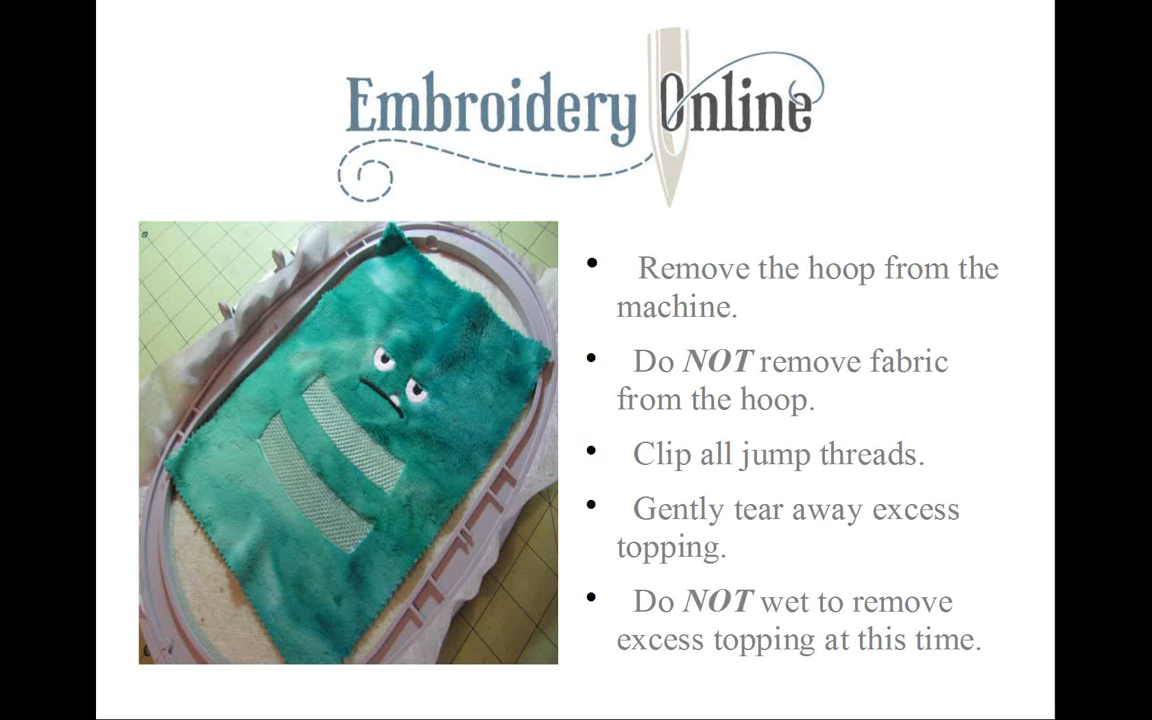 Embroidery Online
• Remove the hoop from the
machine.
• Do NOT remove fabric
from the hoop.
• Clip all jump threads.
• Gently tear away excess
topping.
• Do NOT wet to remove
excess topping at this time.